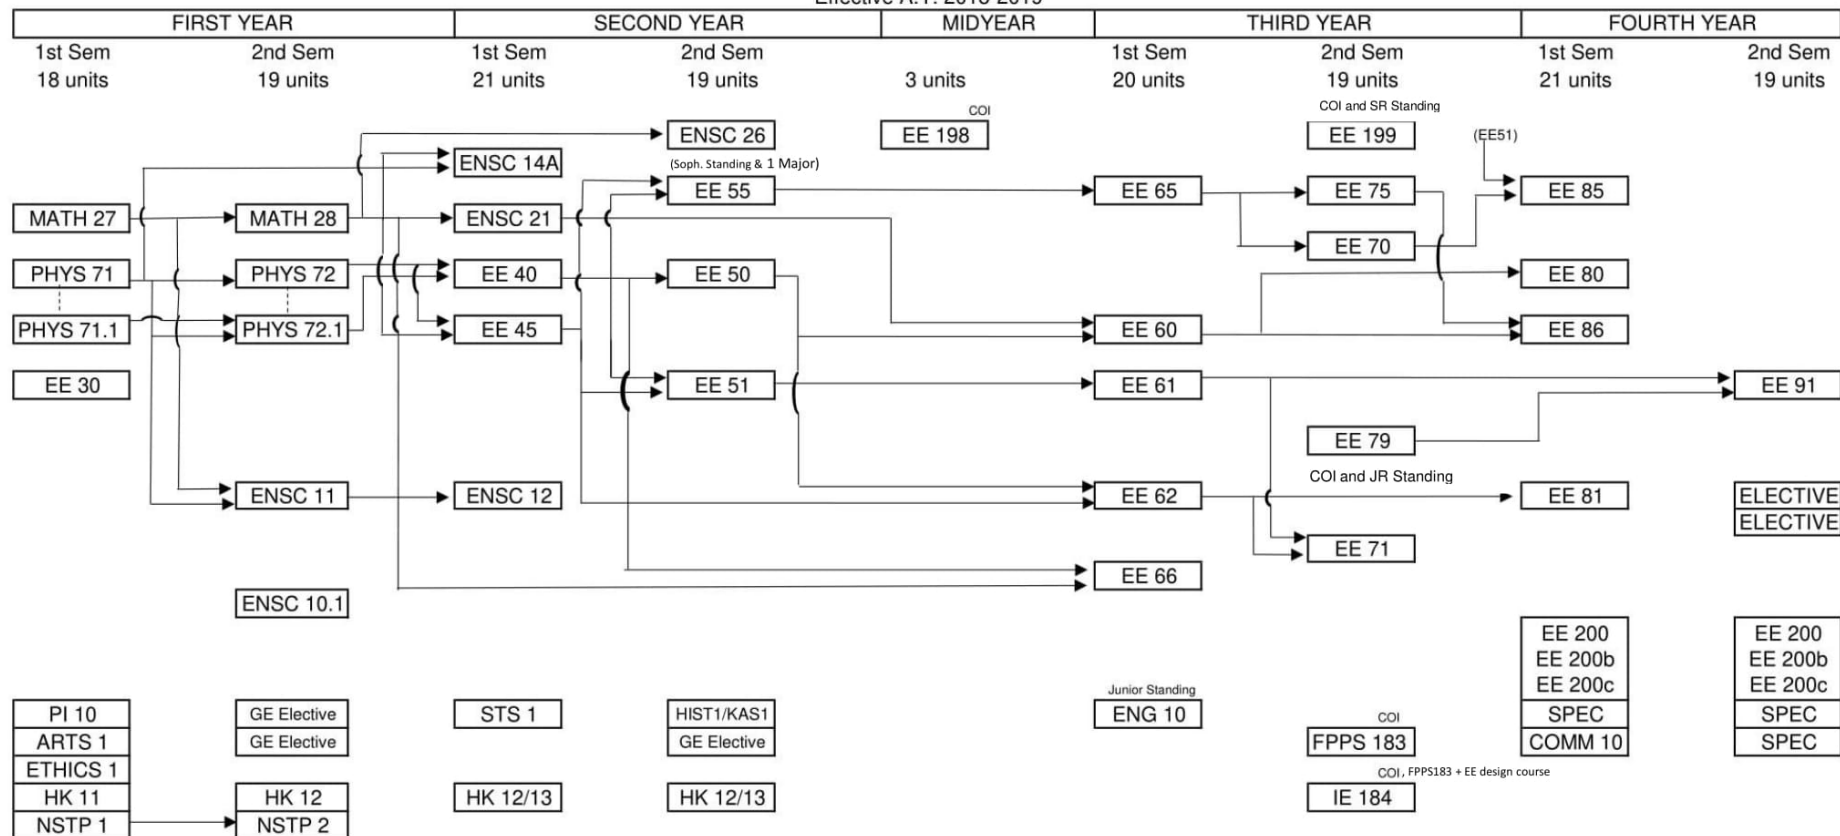 Effective A.Y. 2018-2019
FIRST YEAR SECOND YEAR MIDYEAR THIRD YEAR FOURTH YEAR
1st Sem 2nd Sem 1st Sem 2nd Sem 1st Sem 2nd Sem 1st Sem 2nd Sem
18 units 19 units 21 units 19 units 3 units 20 units 19 units 21 units 19 units
COI COI and SR Standing
ENSC 26 EE 198 EE 199 (EE51)
ENSC 14A (Soph. Standing & 1 Major)
EE 55 EE 65 EE 75 EE 85
MATH 27 MATH 28 ENSC 21
EE 70
PHYS 71 PHYS 72 EE 40 EE 50 EE 80
PHYS 71.1 PHYS 72.1 EE 45 EE 60 EE 86
EE 30 EE 51 EE 61 EE 91
EE 79
COI and JR Standing
ENSC 11 ENSC 12 EE 62 EE 81 ELECTIVE
ELECTIVE
EE 71
EE 66
ENSC 10.1
EE 200 EE 200
EE 200b EE 200b
EE 200c EE 200c
Junior Standing
PI 10 GE Elective STS 1 HIST1/KAS1 ENG 10 COI SPEC SPEC
ARTS 1 GE Elective GE Elective FPPS 183 COMM 10 SPEC
ETHICS 1 COI, FPPS183 + EE design course
HK 11 HK 12 HK 12/13 HK 12/13 IE 184
NSTP 1 NSTP 2